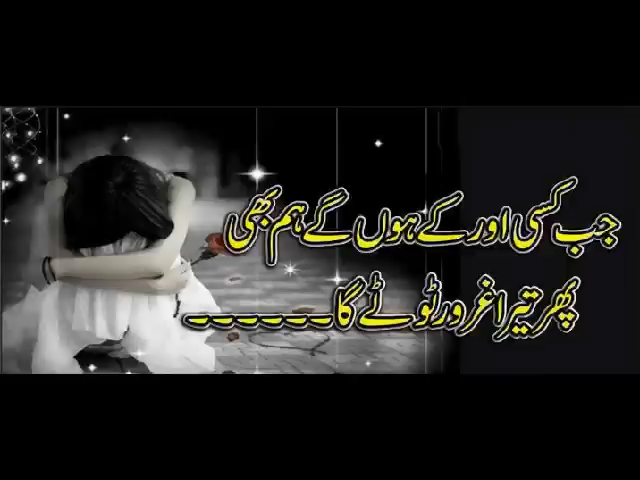 جب کسی اور کے ہوں گے ہم بھی
پھر تیرا غرور ٹوٹے گا۔۔۔۔۔۔